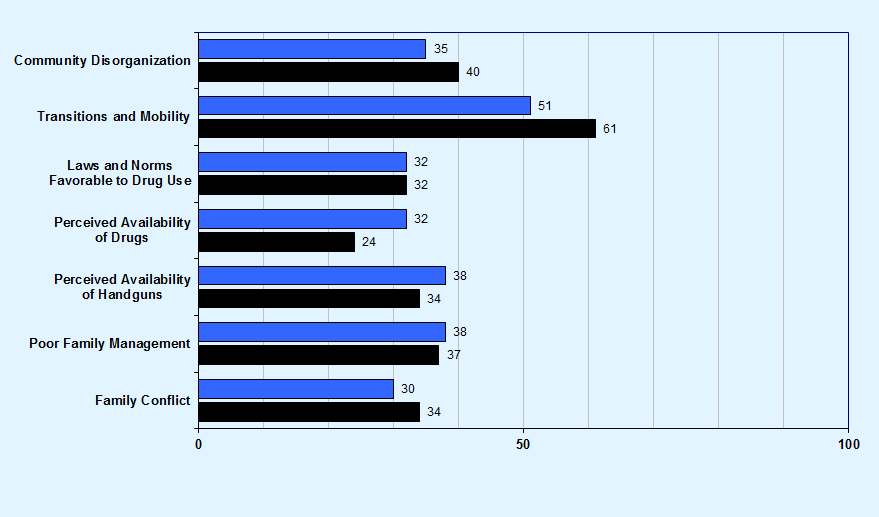 Community Disorganization
35
40
Transitions and Mobility
51
61
Laws and Norms
Favorable to Drug Use
32
32
Perceived Availability
of Drugs
32
24
Perceived Availability
of Handguns
38
34
Poor Family Management
38
37
Family Conflict
30
34
0
50
100